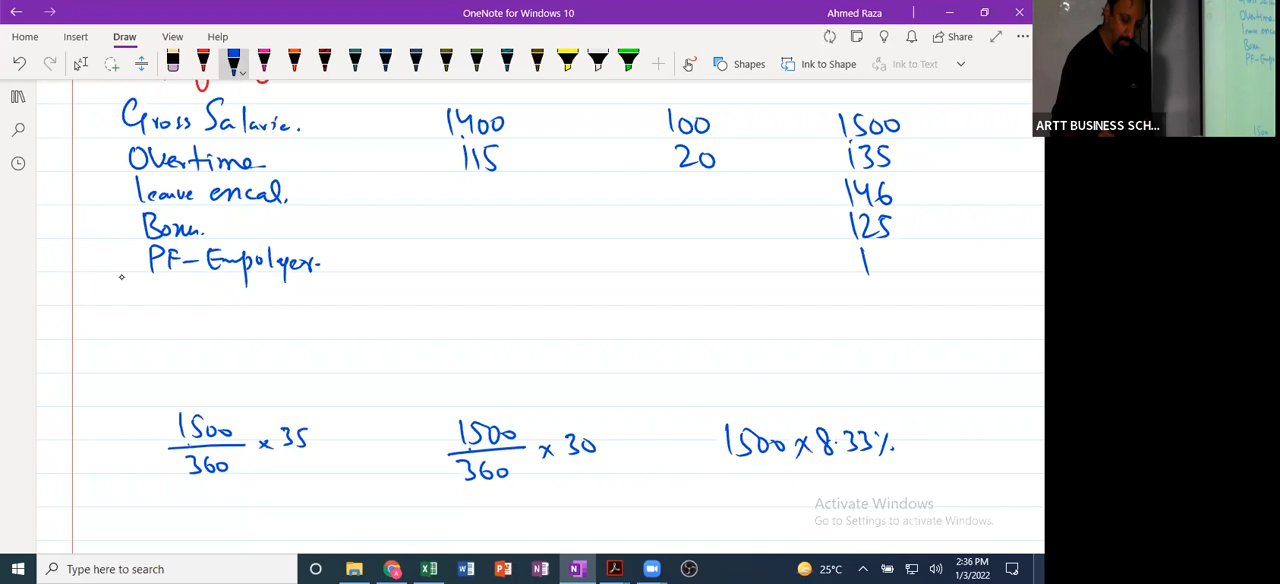 OneNote for Windows 10
Ahmed Raza
Home Insert Draw View Help
Share
Shapes Ink to Shape Ink to Text
ARTT BUSINESS SCH...
Gross Salarie. 1400 100 1500
Overtime 115 20 135
leave encal. 146
Bonu. 125
PF-Empolyer. 1
1500/360 × 35 1500/360 × 30 1500 × 8.33%
Activate Windows
Go to Settings to activate Windows.
Type here to search
25°C
2:36 PM
1/3/2022